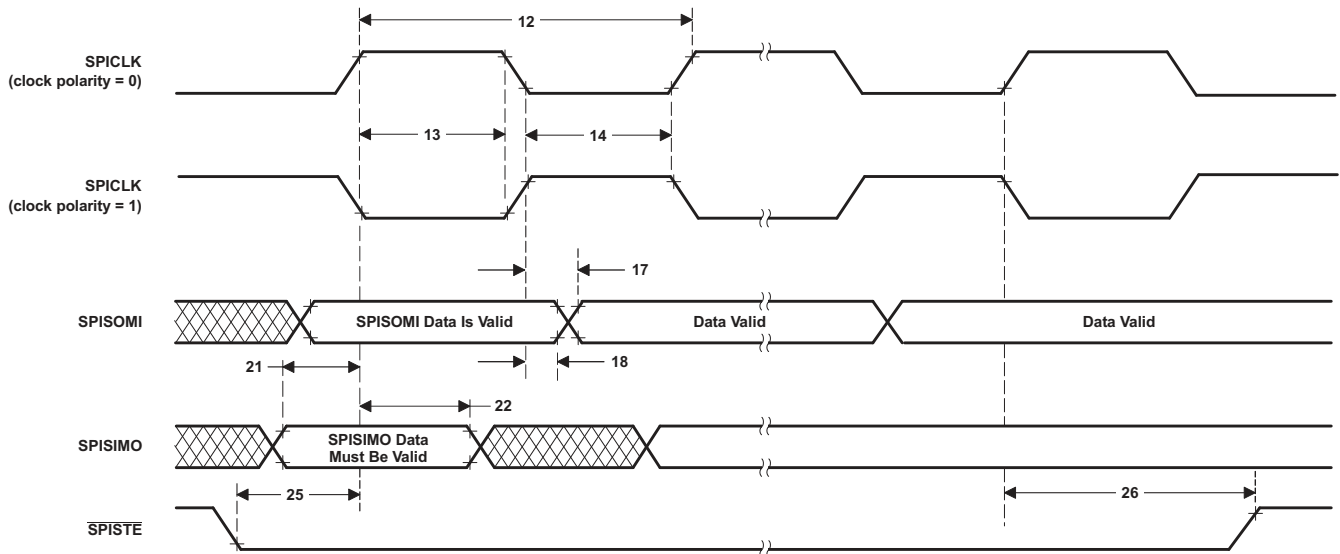 12
SPICLK
(clock polarity = 0)
13
14
SPICLK
(clock polarity = 1)
17
SPISOMI
SPISOMI Data Is Valid
Data Valid
Data Valid
21
18
22
SPISIMO
SPISIMO Data
Must Be Valid
25
26
SPISTE